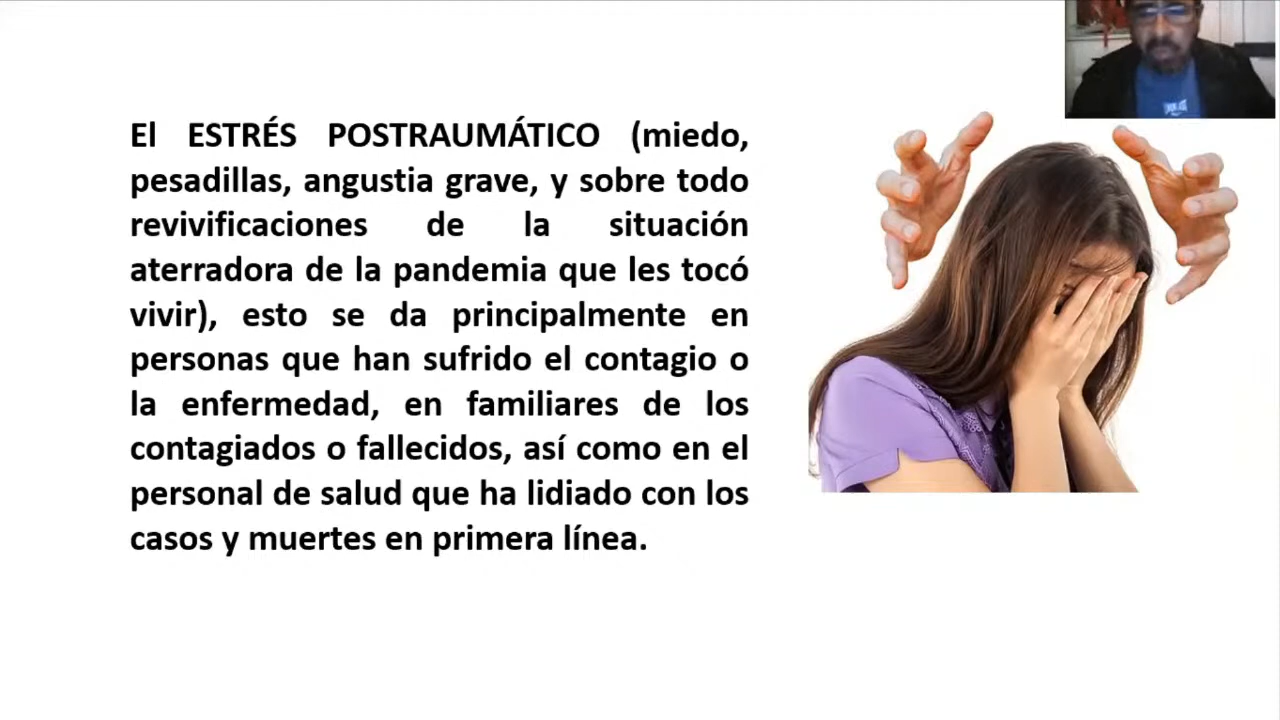 El ESTRÉS POSTRAUMÁTICO (miedo,
pesadillas, angustia grave, y sobre todo
revivificaciones de la situación
aterradora de la pandemia que les tocó
vivir), esto se da principalmente en
personas que han sufrido el contagio o
la enfermedad, en familiares de los
contagiados o fallecidos, así como en el
personal de salud que ha lidiado con los
casos y muertes en primera línea.